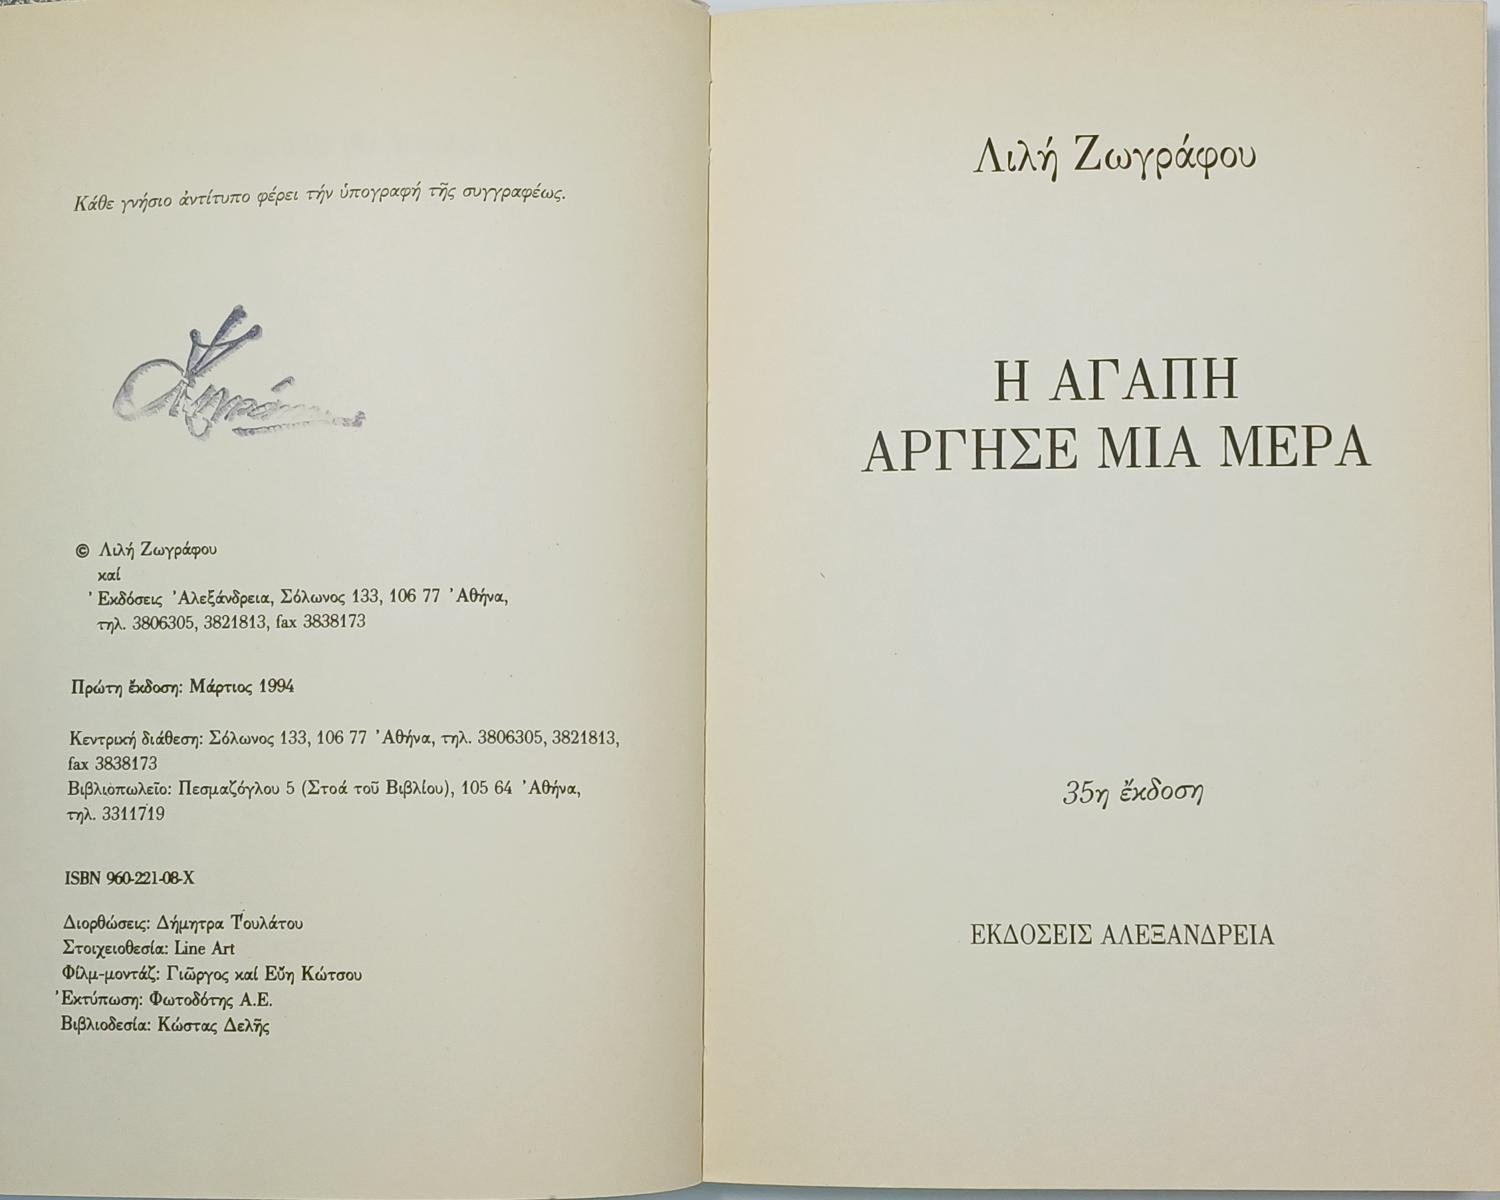 Κάθε γνήσιο ἀντίτυπο φέρει τήν ὑπογραφή τῆς συγγραφέως.
© Λιλή Ζωγράφου
καί
Ἐκδόσεις Ἀλεξάνδρεια, Σόλωνος 133, 106 77 Ἀθήνα,
τηλ. 3806305, 3821813, fax 3838173
Πρώτη ἔκδοση: Μάρτιος 1994
Κεντρική διάθεση: Σόλωνος 133, 106 77 Ἀθήνα, τηλ. 3806305, 3821813,
fax 3838173
Βιβλιοπωλεῖο: Πεσμαζόγλου 5 (Στοά τοῦ Βιβλίου), 105 64 Ἀθήνα,
τηλ. 3311719
ISBN 960-221-08-X
Διορθώσεις: Δήμητρα Τουλάτου
Στοιχειοθεσία: Line Art
Φίλμ-μοντάζ: Γιῶργος καί Εὔη Κώτσου
Ἐκτύπωση: Φωτοδότης Α.Ε.
Βιβλιοδεσία: Κώστας Δελῆς
Λιλή Ζωγράφου
Η ΑΓΑΠΗ
ΑΡΓΗΣΕ ΜΙΑ ΜΕΡΑ
35η ἔκδοση
ΕΚΔΟΣΕΙΣ ΑΛΕΞΑΝΔΡΕΙΑ